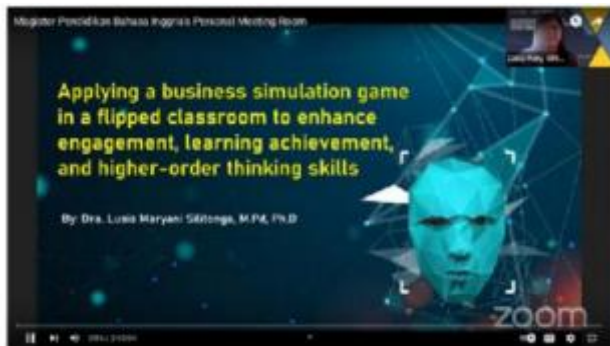 Magister Pendidikan Bahasa Inggris's Personal Meeting Room
Applying a business simulation game
in a flipped classroom to enhance
engagement, learning achievement,
and higher-order thinking skills
By: Dra. Lusia Maryani Silitonga, M.Pd, Ph.D
zoom